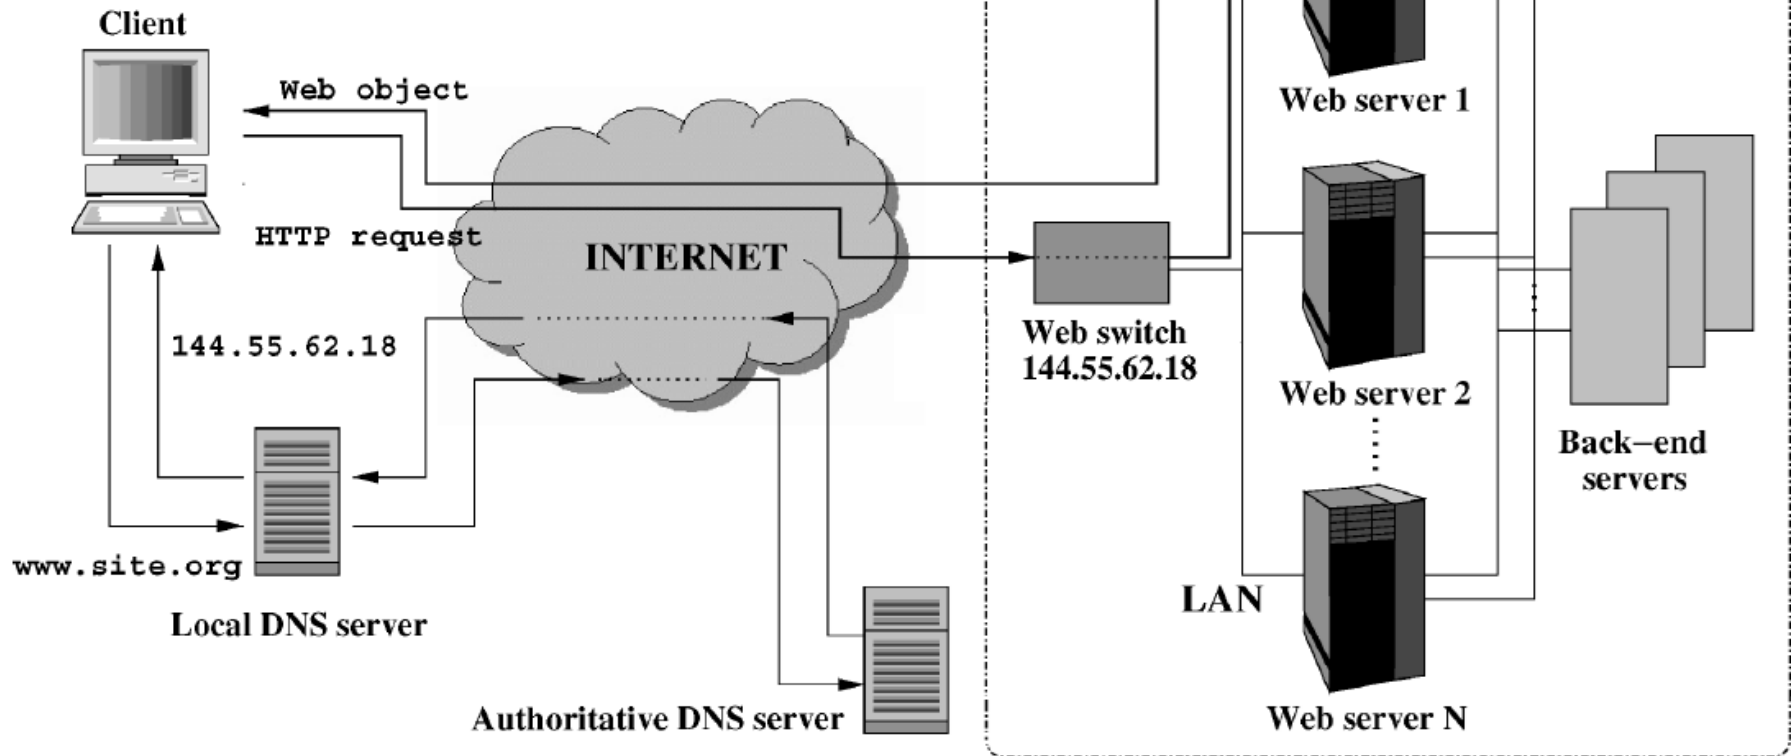 Client
Web object
Web server 1
HTTP request
INTERNET
Web switch
144.55.62.18
144.55.62.18
Web server 2
Back-end
servers
www.site.org
LAN
Local DNS server
Authoritative DNS server
Web server N